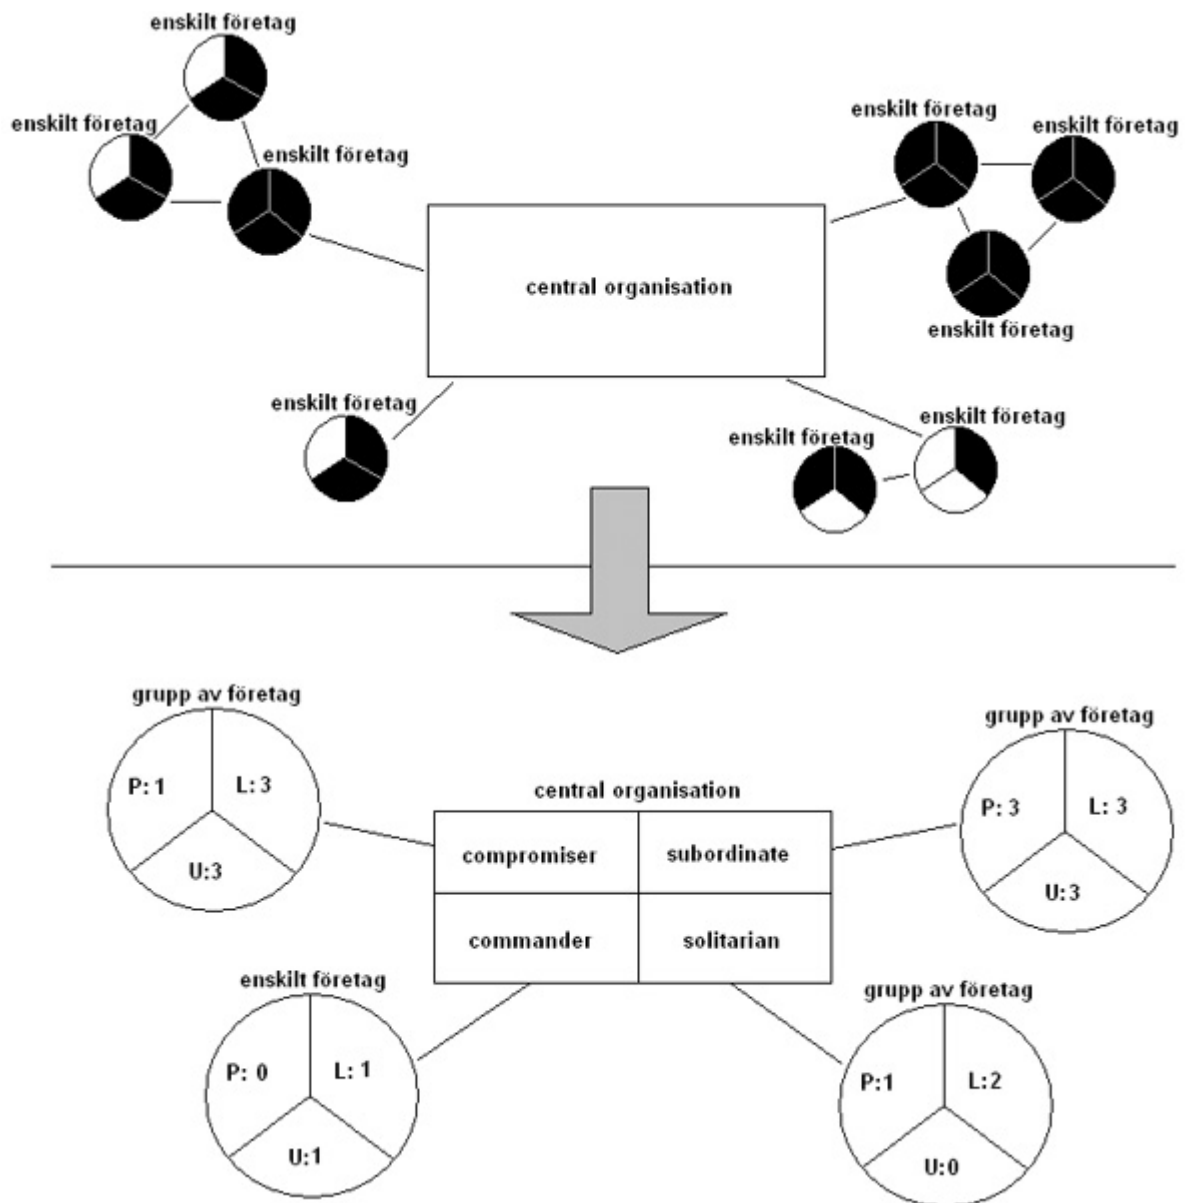 enskilt företag
enskilt företag
enskilt företag
enskilt företag
enskilt företag
enskilt företag
central organisation
enskilt företag
enskilt företag
enskilt företag
grupp av företag
P: 1
L: 3
U:3
grupp av företag
P: 3
L: 3
U:3
central organisation
compromiser
subordinate
commander
solitarian
enskilt företag
P: 0
L: 1
U:1
grupp av företag
P:1
L:2
U:0